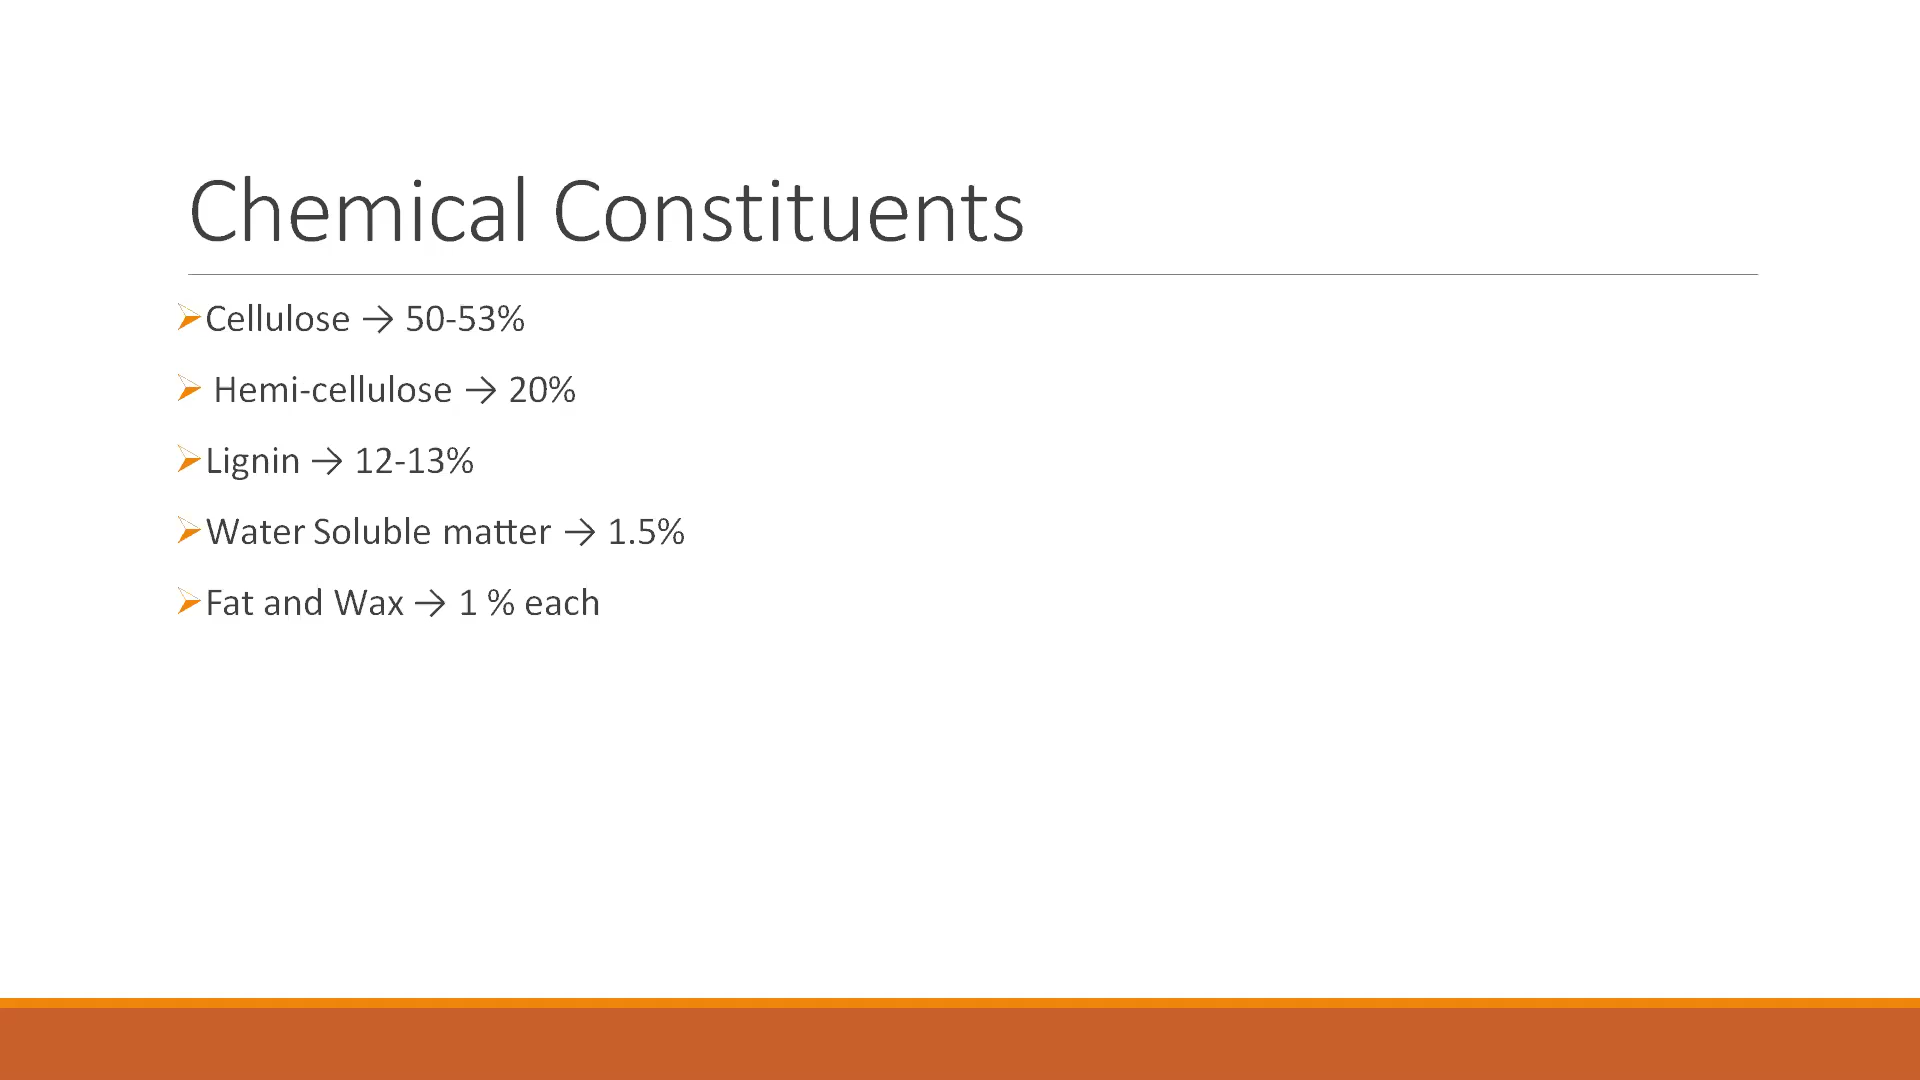 Chemical Constituents
➢Cellulose → 50-53%
➢ Hemi-cellulose → 20%
➢Lignin → 12-13%
➢Water Soluble matter → 1.5%
➢Fat and Wax → 1 % each